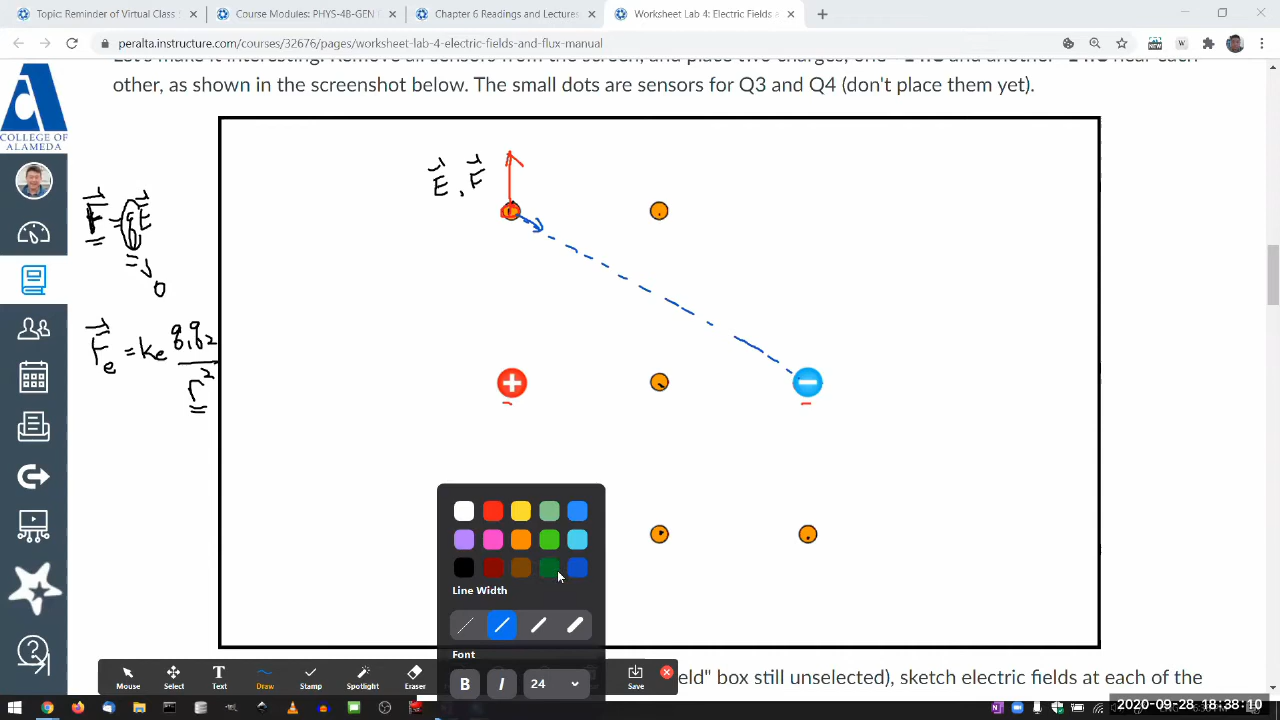 Topic: Reminder of Virtual Class S
Course Modules: PHYS-4B-GEN P
Chapter 6 Readings and Lectures
Worksheet Lab 4: Electric Fields a
peralta.instructure.com/courses/32676/pages/worksheet-lab-4-electric-fields-and-flux-manual
other, as shown in the screenshot below. The small dots are sensors for Q3 and Q4 (don't place them yet).
COLLEGE OF
ALAMEDA
E, F
F = qE
0
Fe = ke q1q2
r²
+
−
Line Width
Font
B I 24
Mouse Select Text Draw Stamp Spotlight Eraser Save
eld" box still unselected), sketch electric fields at each of the
2020-09-28 18:38:10